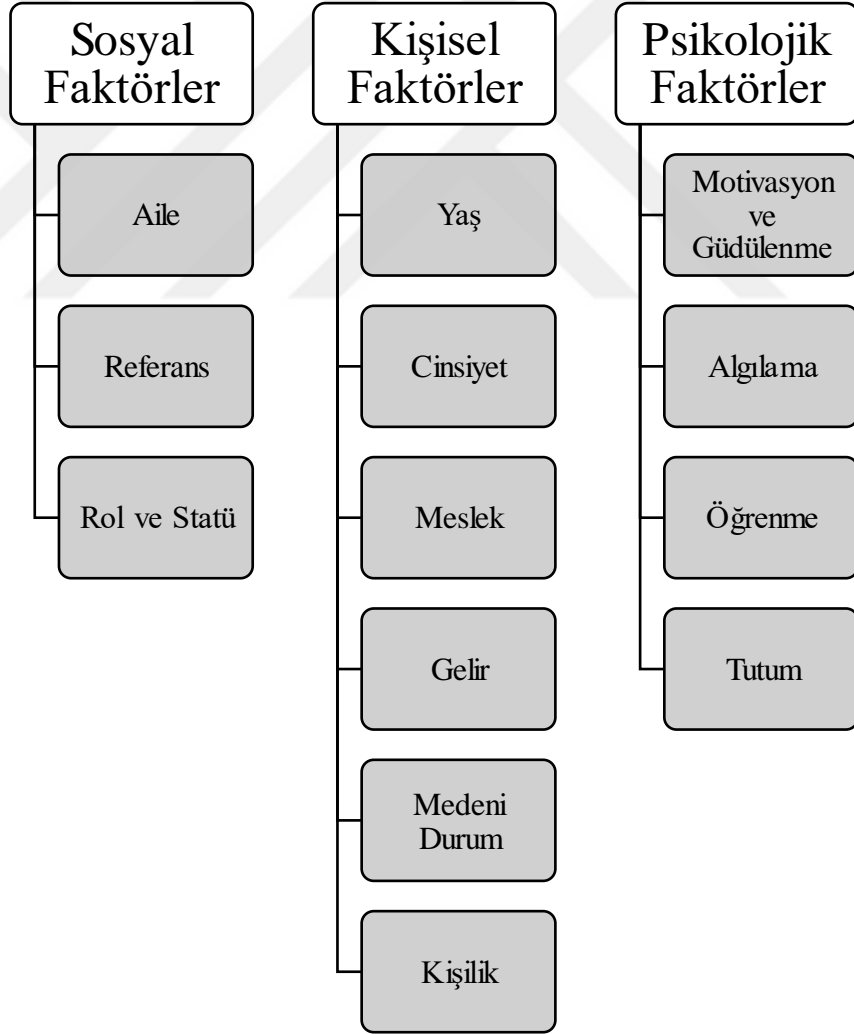 Sosyal
Faktörler
Aile
Referans
Rol ve Statü
Kişisel
Faktörler
Yaş
Cinsiyet
Meslek
Gelir
Medeni
Durum
Kişilik
Psikolojik
Faktörler
Motivasyon
ve
Güdülenme
Algılama
Öğrenme
Tutum